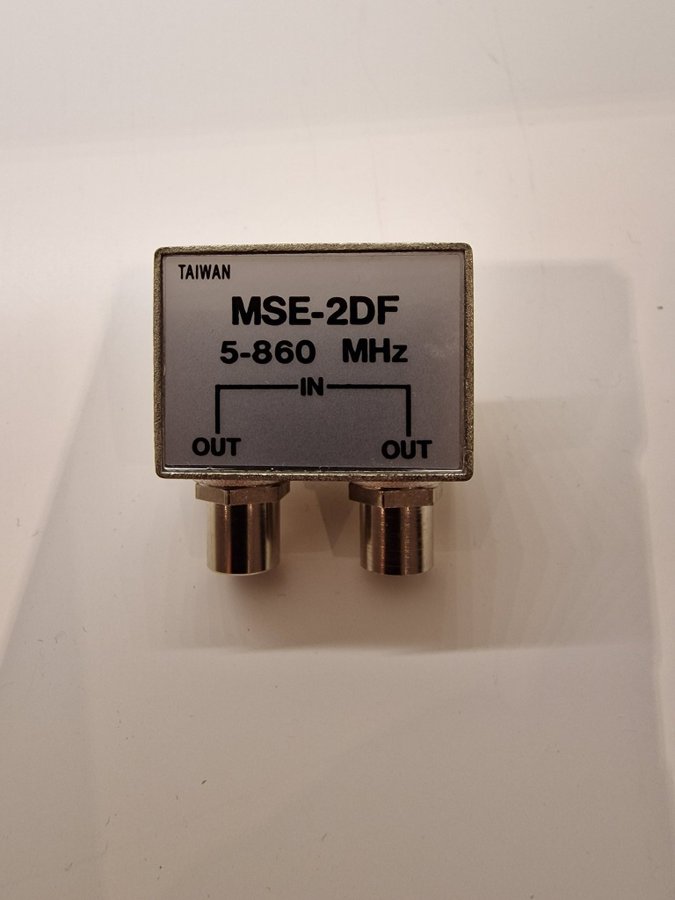 TAIWAN
MSE-2DF
5-860 MHz
IN
OUT OUT